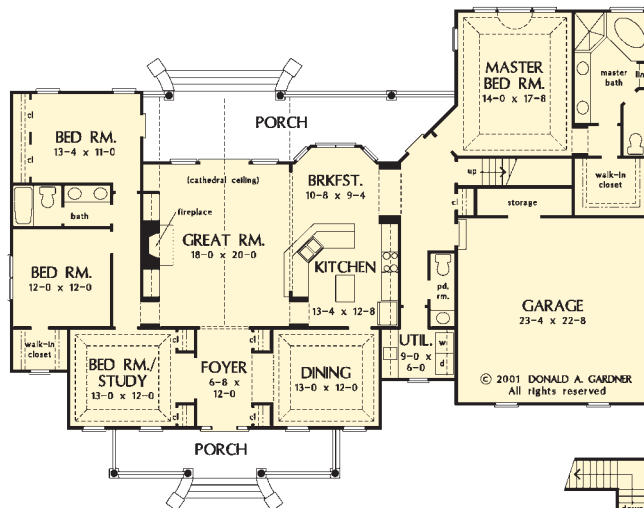 MASTER
BED RM.
14-0 x 17-8
master
bath
lin
PORCH
cl
BED RM.
13-4 x 11-0
cl
(cathedral ceiling)
BRKFST.
10-8 x 9-4
up
walk-in
closet
cl
storage
bath
fireplace
GREAT RM.
18-0 x 20-0
BED RM.
12-0 x 12-0
KITCHEN
13-4 x 12-8
pd.
rm.
GARAGE
23-4 x 22-8
walk-in
closet
cl
cl
BED RM./
STUDY
13-0 x 12-0
FOYER
6-8 x
12-0
DINING
13-0 x 12-0
UTIL.
9-0 x
6-0
w
d
© 2001 DONALD A. GARDNER
All rights reserved
cl
cl
PORCH